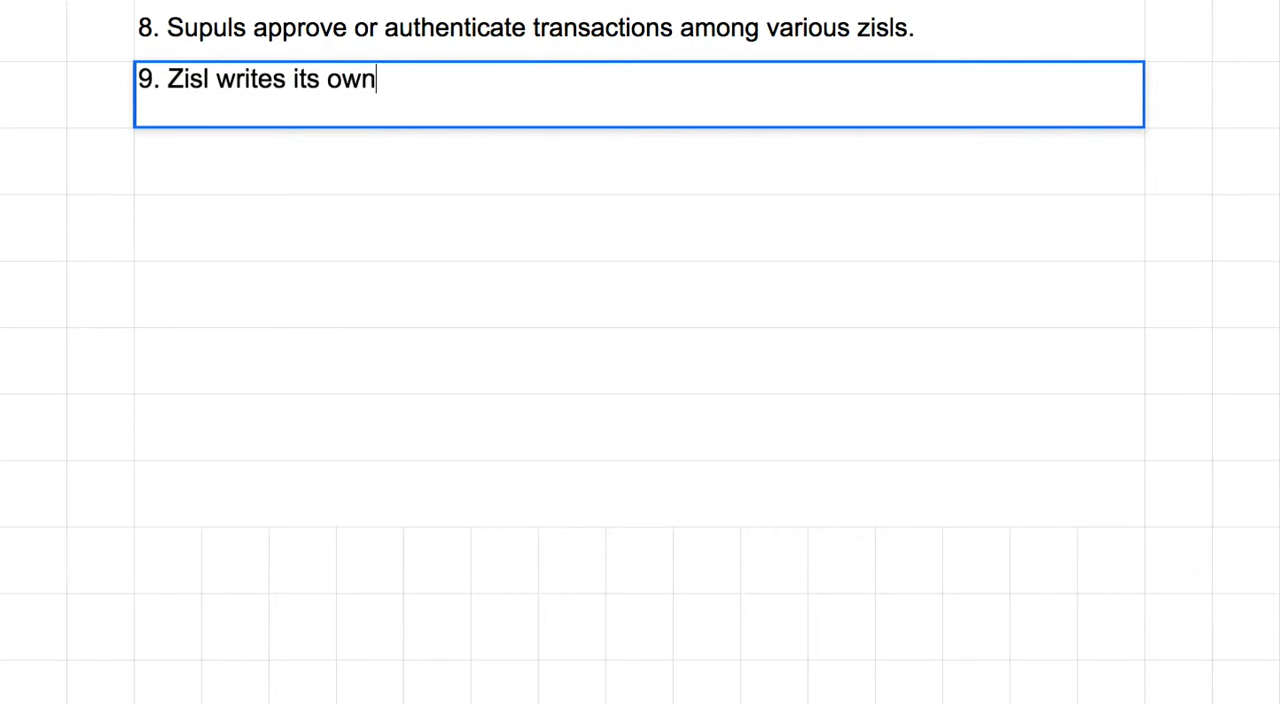 8. Supuls approve or authenticate transactions among various zisls.
9. Zisl writes its own